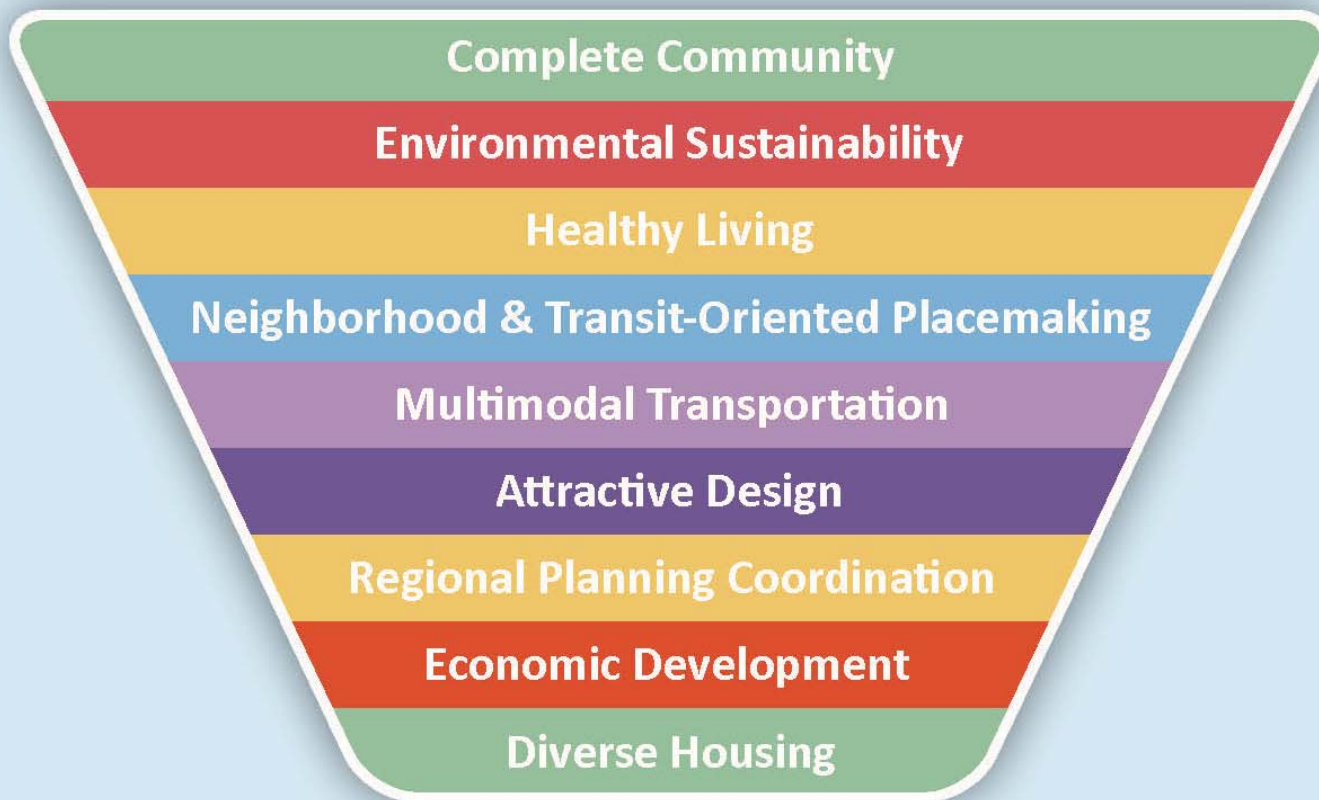 Complete Community
Environmental Sustainability
Healthy Living
Neighborhood & Transit-Oriented Placemaking
Multimodal Transportation
Attractive Design
Regional Planning Coordination
Economic Development
Diverse Housing